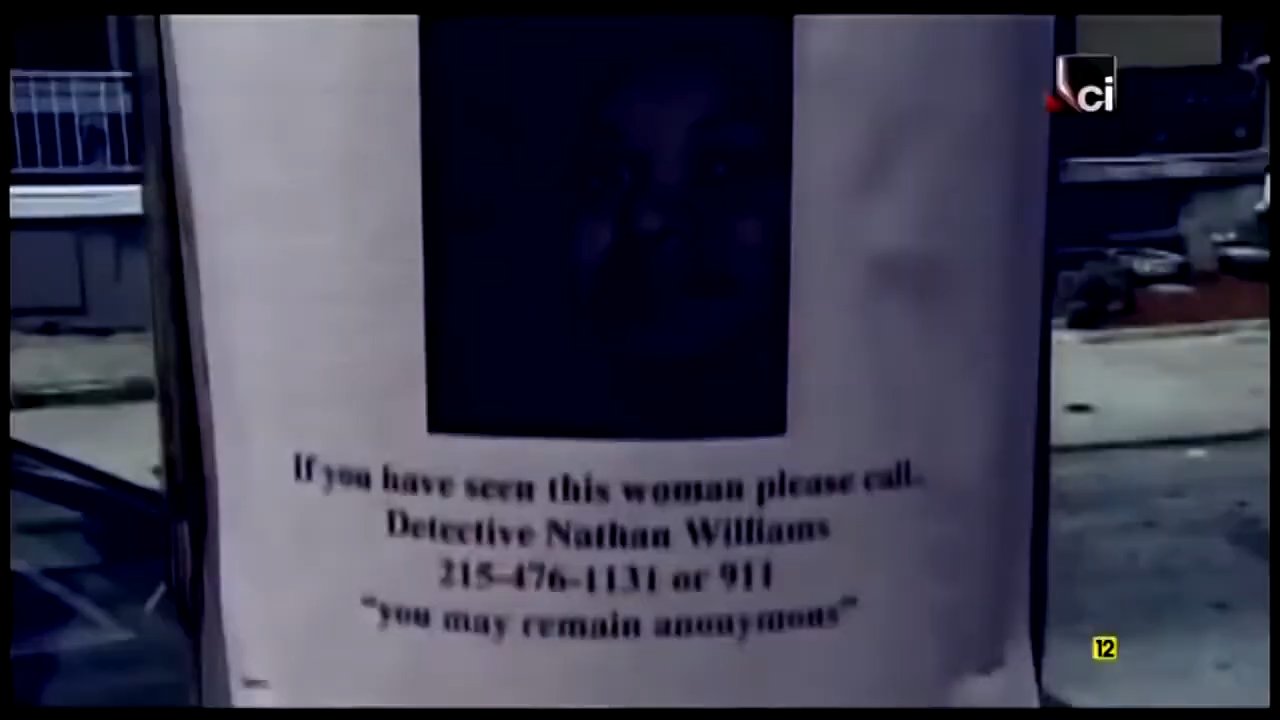 ci
If you have seen this woman please call.
Detective Nathan Williams
215-476-1131 or 911
"you may remain anonymous"
12